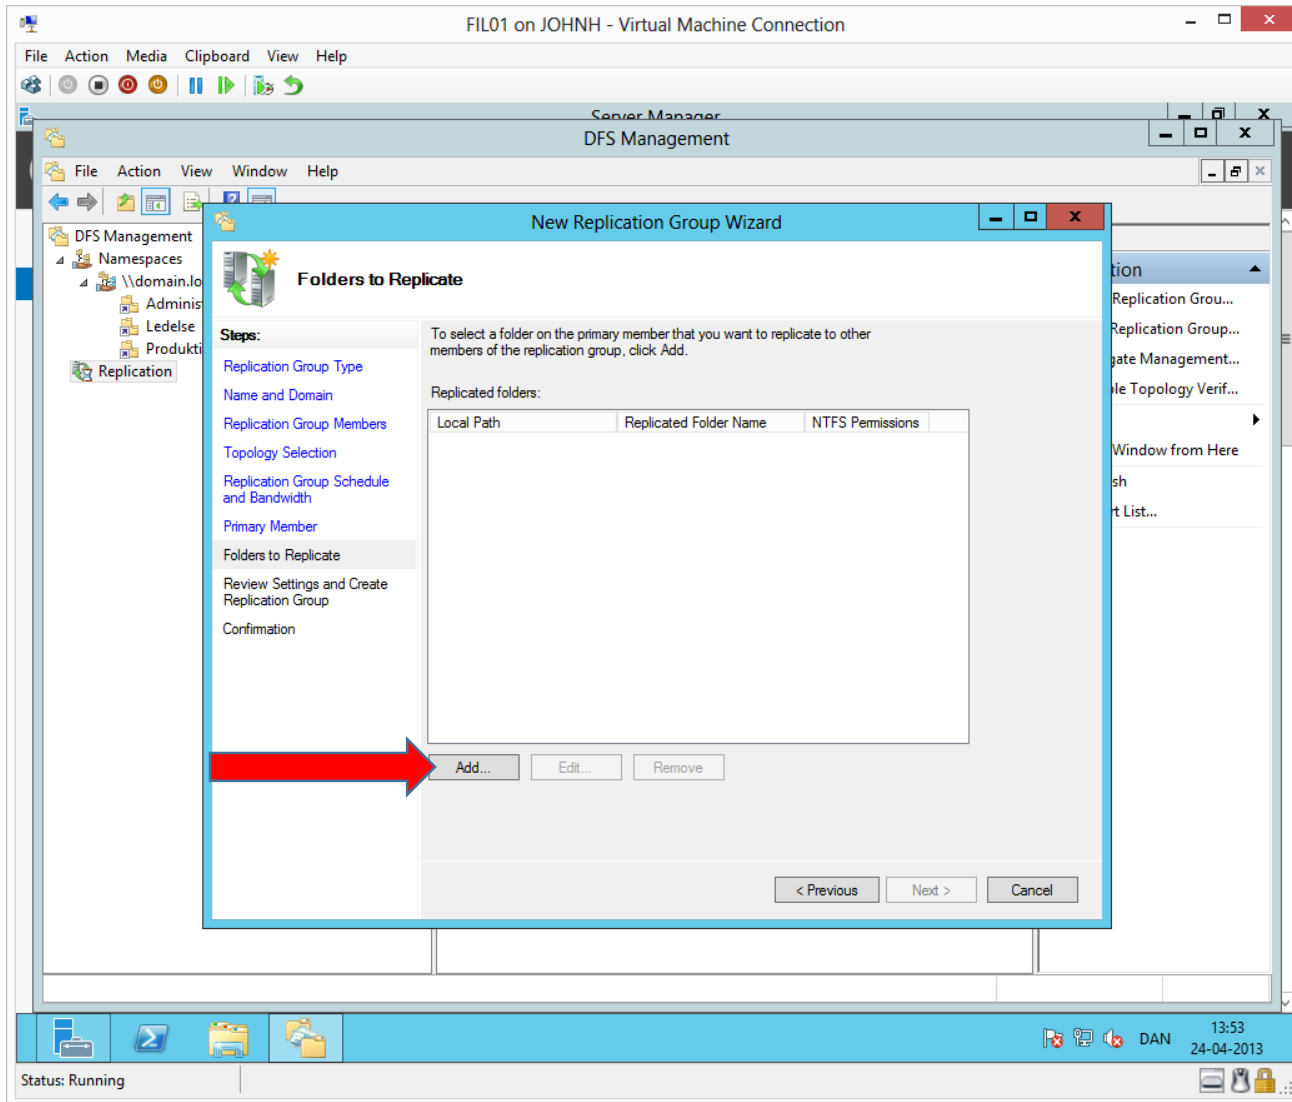 FIL01 on JOHNH - Virtual Machine Connection
File Action Media Clipboard View Help
Server Manager
DFS Management
File Action View Window Help
New Replication Group Wizard
DFS Management
Namespaces
\\domain.lo
Adminis
Ledelse
Produkti
Replication
Folders to Replicate
Steps:
Replication Group Type
Name and Domain
Replication Group Members
Topology Selection
Replication Group Schedule
and Bandwidth
Primary Member
Folders to Replicate
Review Settings and Create
Replication Group
Confirmation
To select a folder on the primary member that you want to replicate to other
members of the replication group, click Add.
Replicated folders:
Local Path Replicated Folder Name NTFS Permissions
Add... Edit... Remove
< Previous Next > Cancel
tion
Replication Grou...
Replication Group...
gate Management...
le Topology Verif...
Window from Here
sh
t List...
DAN
13:53
24-04-2013
Status: Running